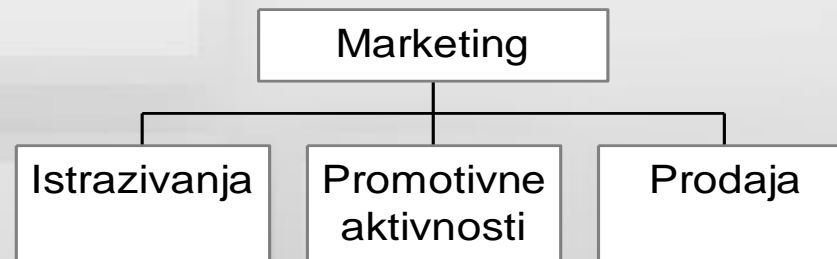 Marketing
Istrazivanja
Promotivne
aktivnosti
Prodaja